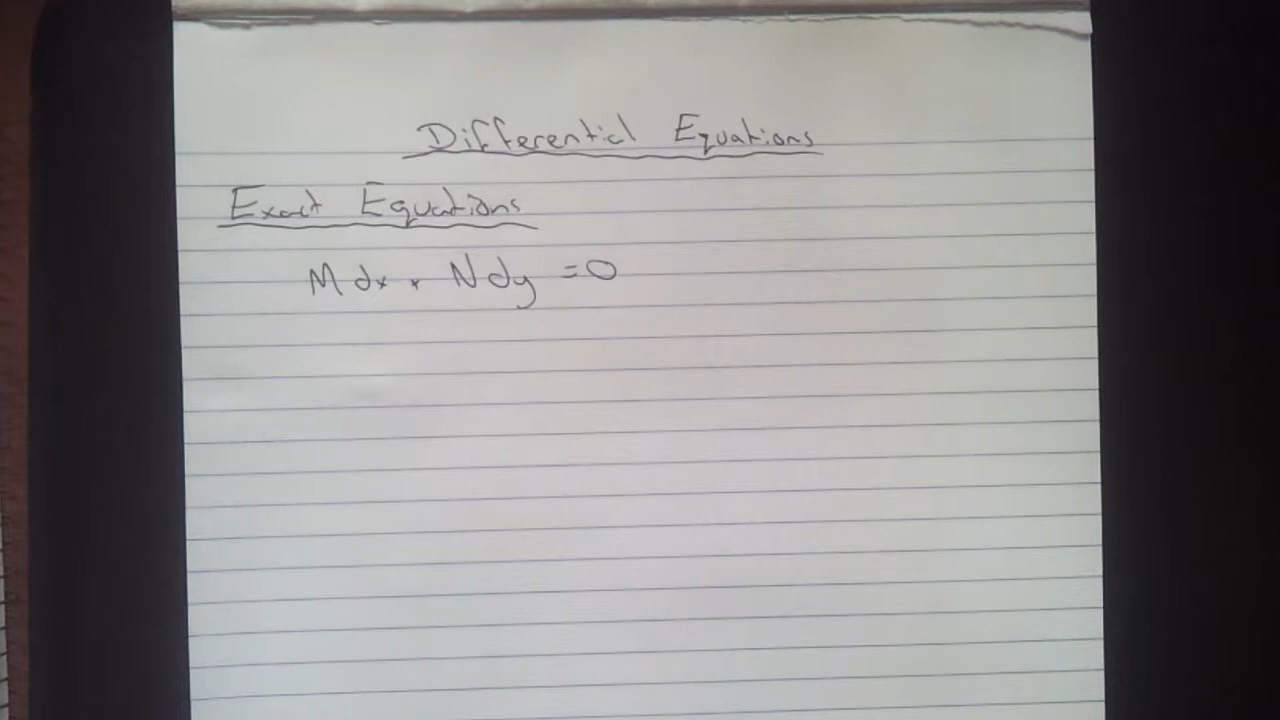 Differential Equations
Exact Equations
M dx + N dy = 0